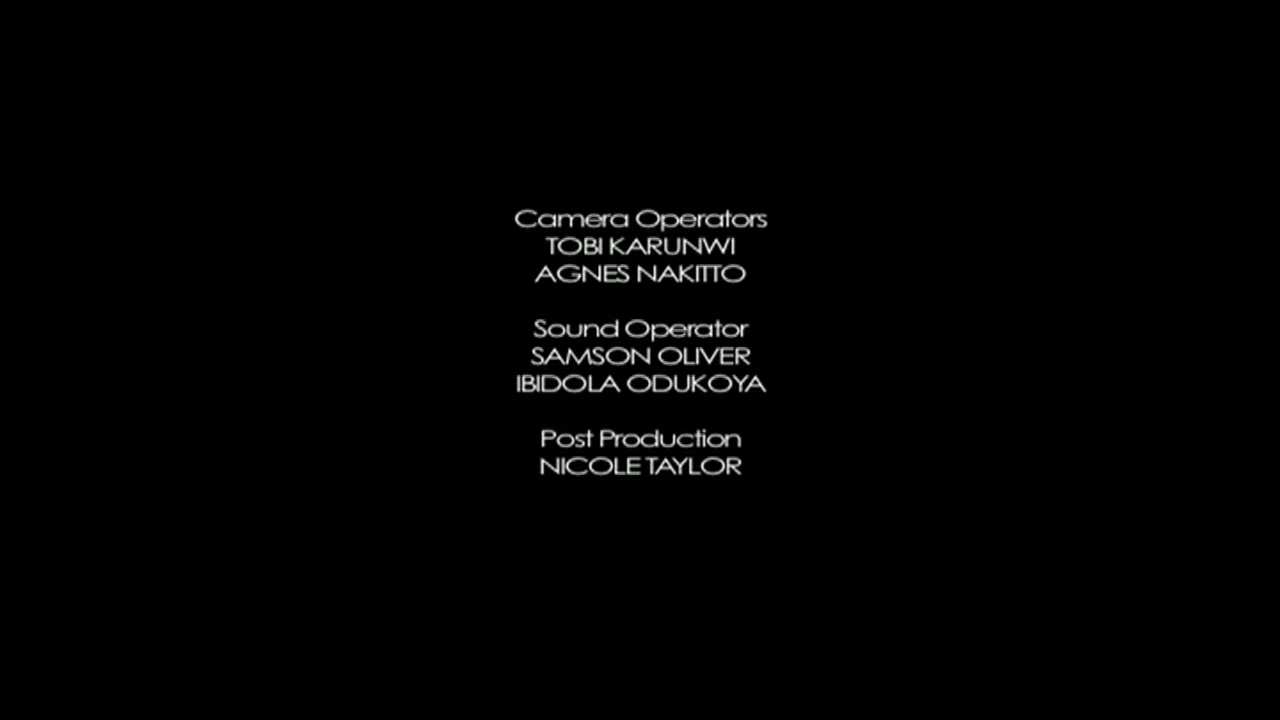 Camera Operators
TOBI KARUNWI
AGNES NAKITTO
Sound Operator
SAMSON OLIVER
IBIDOLA ODUKOYA
Post Production
NICOLE TAYLOR